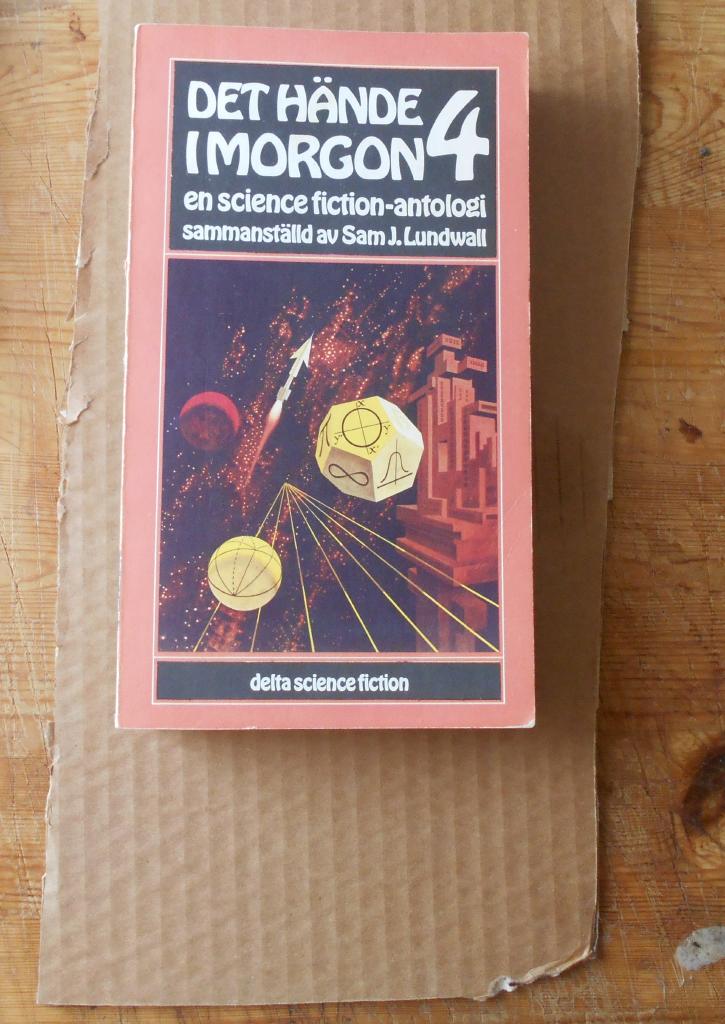 DET HÄNDE
I MORGON 4
en science fiction-antologi
sammanställd av Sam J. Lundwall
delta science fiction